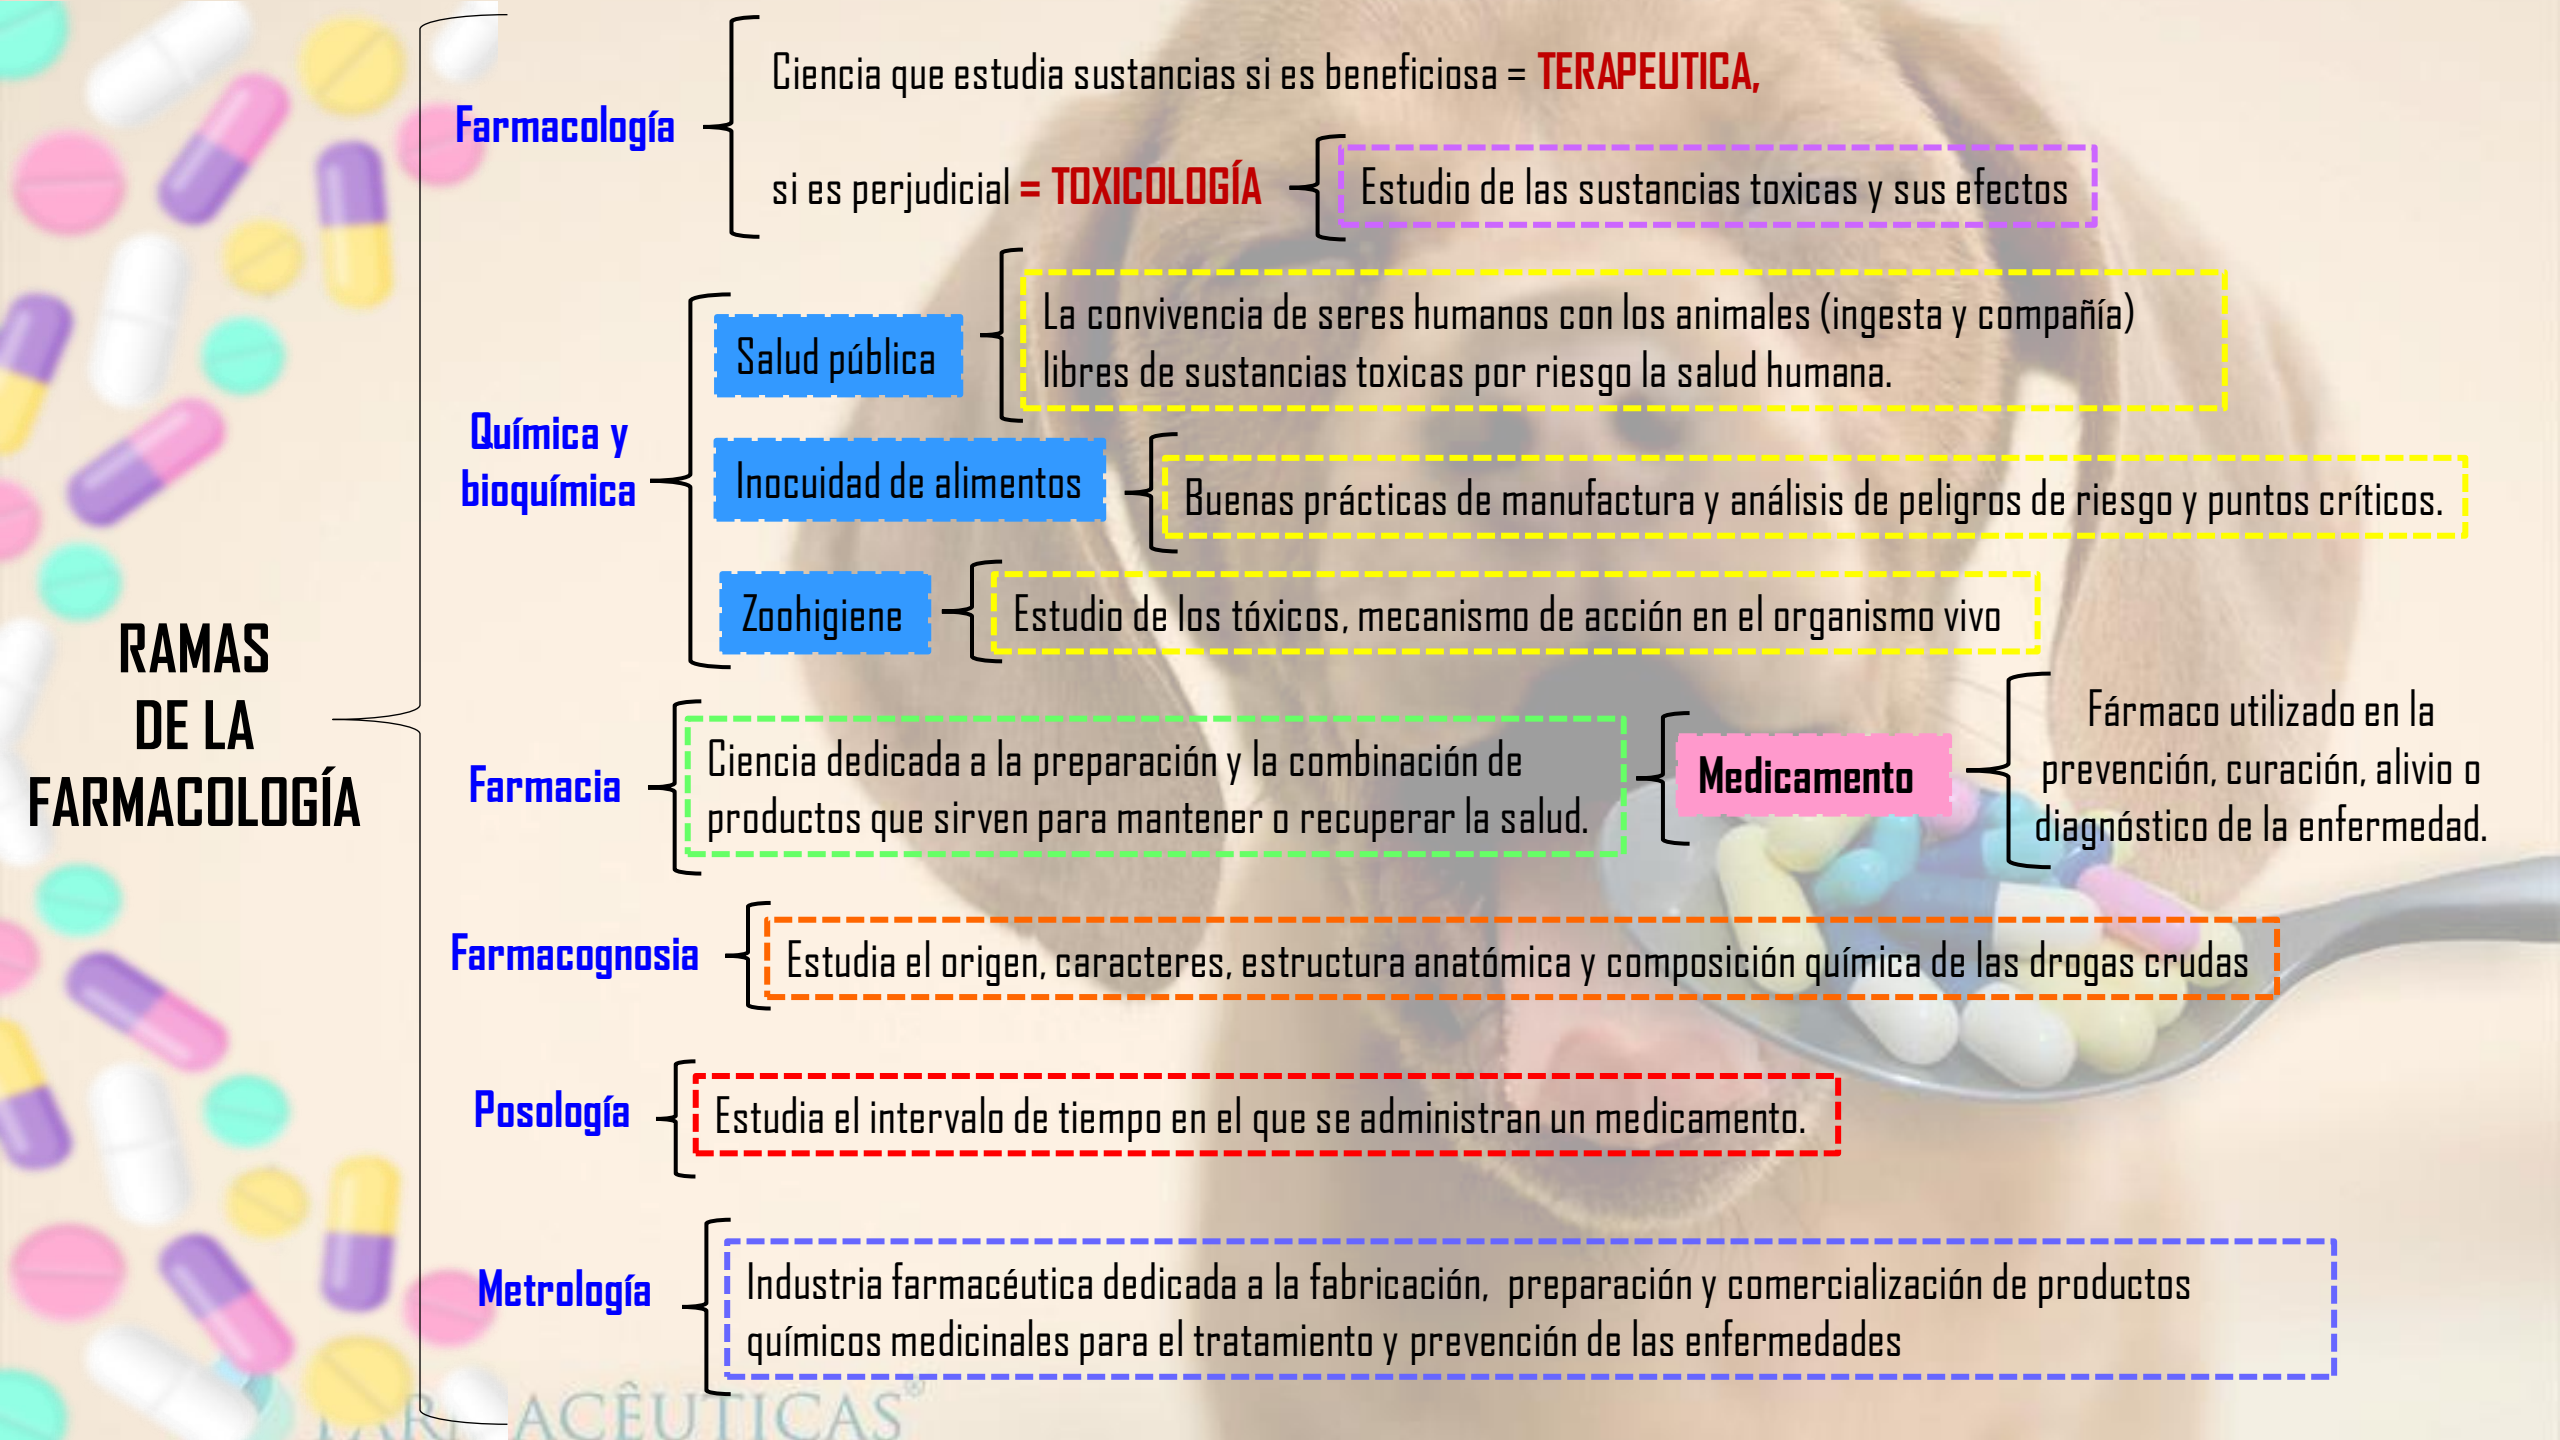 RAMAS
DE LA
FARMACOLOGÍA
Farmacología
Ciencia que estudia sustancias si es beneficiosa = TERAPEUTICA,
si es perjudicial = TOXICOLOGÍA
Estudio de las sustancias toxicas y sus efectos
Química y
bioquímica
Salud pública
La convivencia de seres humanos con los animales (ingesta y compañía)
libres de sustancias toxicas por riesgo la salud humana.
Inocuidad de alimentos
Buenas prácticas de manufactura y análisis de peligros de riesgo y puntos críticos.
Zoohigiene
Estudio de los tóxicos, mecanismo de acción en el organismo vivo
Farmacia
Ciencia dedicada a la preparación y la combinación de
productos que sirven para mantener o recuperar la salud.
Medicamento
Fármaco utilizado en la
prevención, curación, alivio o
diagnóstico de la enfermedad.
Farmacognosia
Estudia el origen, caracteres, estructura anatómica y composición química de las drogas crudas
Posología
Estudia el intervalo de tiempo en el que se administran un medicamento.
Metrología
Industria farmacéutica dedicada a la fabricación, preparación y comercialización de productos
químicos medicinales para el tratamiento y prevención de las enfermedades